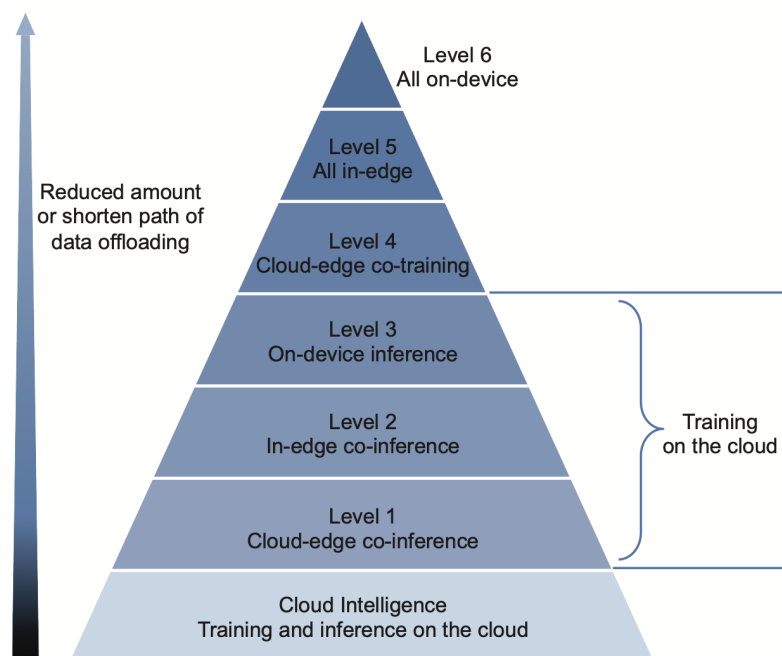 Level 6
All on-device
Level 5
All in-edge
Reduced amount
or shorten path of
data offloading
Level 4
Cloud-edge co-training
Level 3
On-device inference
Level 2
In-edge co-inference
Training
on the cloud
Level 1
Cloud-edge co-inference
Cloud Intelligence
Training and inference on the cloud